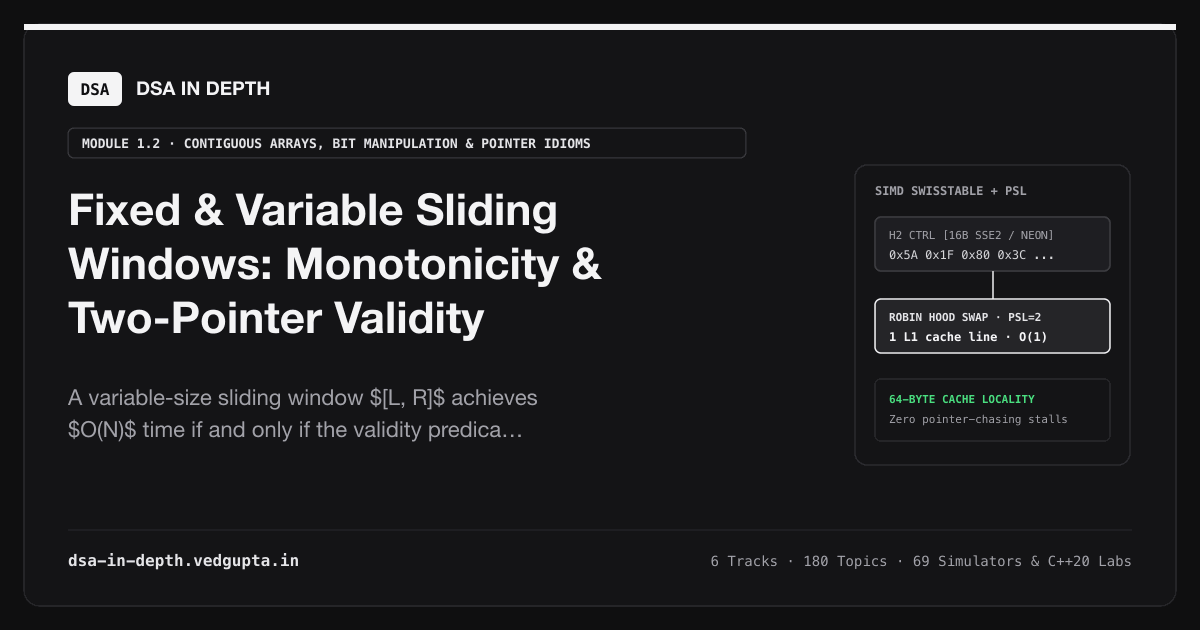 DSA
DSA IN DEPTH
MODULE 1.2 · CONTIGUOUS ARRAYS, BIT MANIPULATION & POINTER IDIOMS
Fixed & Variable Sliding
Windows: Monotonicity &
Two-Pointer Validity
A variable-size sliding window $[L, R]$ achieves
$O(N)$ time if and only if the validity predica…
SIMD SWISSTABLE + PSL
H2 CTRL [16B SSE2 / NEON]
0x5A 0x1F 0x80 0x3C ...
ROBIN HOOD SWAP · PSL=2
1 L1 cache line · O(1)
64-BYTE CACHE LOCALITY
Zero pointer-chasing stalls
dsa-in-depth.vedgupta.in
6 Tracks · 180 Topics · 69 Simulators & C++20 Labs